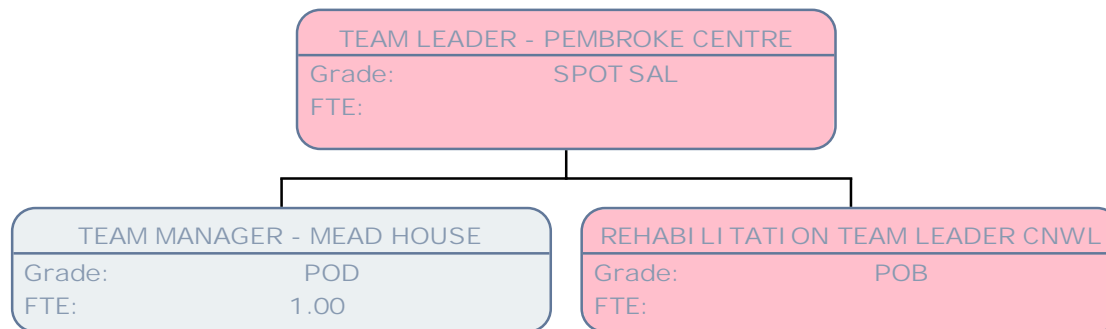 TEAM LEADER - PEMBROKE CENTRE
Grade: SPOT SAL
FTE:
TEAM MANAGER - MEAD HOUSE
Grade: POD
FTE: 1.00
REHABILITATION TEAM LEADER CNWL
Grade: POB
FTE: